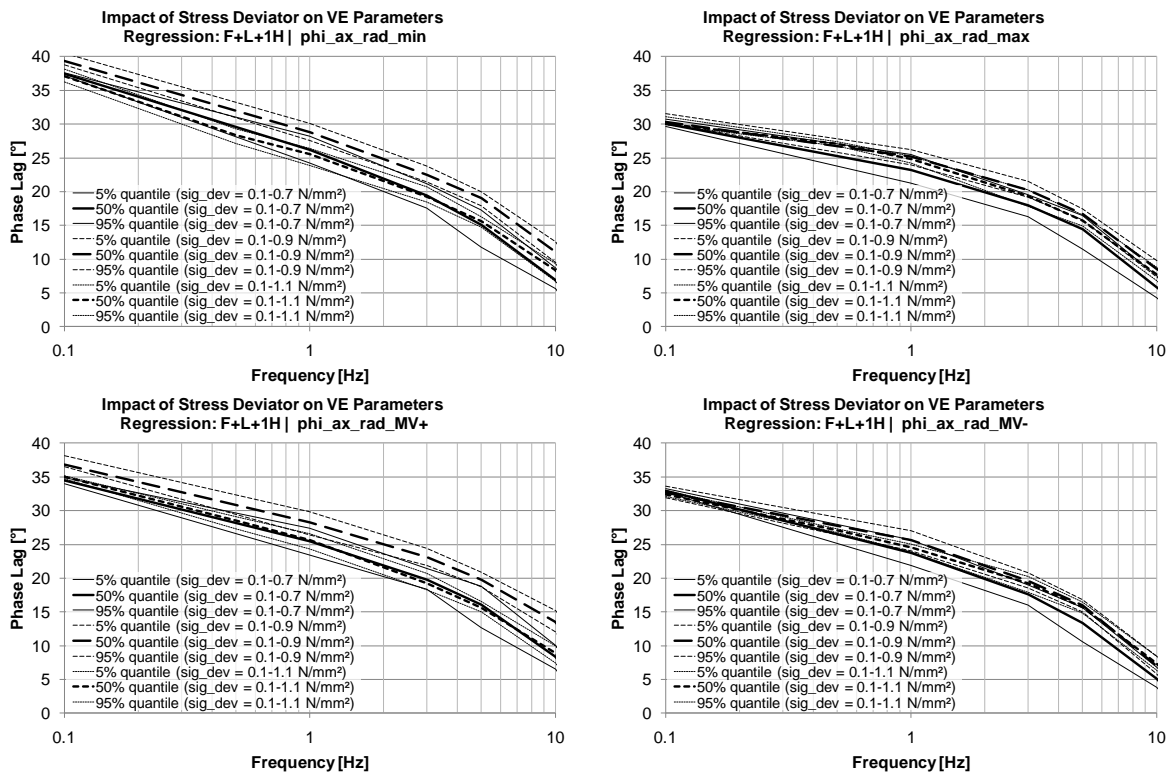 Impact of Stress Deviator on VE Parameters
Regression: F+L+1H | phi_ax_rad_min
40
35
30
25
20
15
10
5
0
Phase Lag [°]
5% quantile (sig_dev = 0.1-0.7 N/mm²)
50% quantile (sig_dev = 0.1-0.7 N/mm²)
95% quantile (sig_dev = 0.1-0.7 N/mm²)
5% quantile (sig_dev = 0.1-0.9 N/mm²)
50% quantile (sig_dev = 0.1-0.9 N/mm²)
95% quantile (sig_dev = 0.1-0.9 N/mm²)
5% quantile (sig_dev = 0.1-1.1 N/mm²)
50% quantile (sig_dev = 0.1-1.1 N/mm²)
95% quantile (sig_dev = 0.1-1.1 N/mm²)
0.1
1
10
Frequency [Hz]
Impact of Stress Deviator on VE Parameters
Regression: F+L+1H | phi_ax_rad_max
40
35
30
25
20
15
10
5
0
Phase Lag [°]
5% quantile (sig_dev = 0.1-0.7 N/mm²)
50% quantile (sig_dev = 0.1-0.7 N/mm²)
95% quantile (sig_dev = 0.1-0.7 N/mm²)
5% quantile (sig_dev = 0.1-0.9 N/mm²)
50% quantile (sig_dev = 0.1-0.9 N/mm²)
95% quantile (sig_dev = 0.1-0.9 N/mm²)
5% quantile (sig_dev = 0.1-1.1 N/mm²)
50% quantile (sig_dev = 0.1-1.1 N/mm²)
95% quantile (sig_dev = 0.1-1.1 N/mm²)
0.1
1
10
Frequency [Hz]
Impact of Stress Deviator on VE Parameters
Regression: F+L+1H | phi_ax_rad_MV+
40
35
30
25
20
15
10
5
0
Phase Lag [°]
5% quantile (sig_dev = 0.1-0.7 N/mm²)
50% quantile (sig_dev = 0.1-0.7 N/mm²)
95% quantile (sig_dev = 0.1-0.7 N/mm²)
5% quantile (sig_dev = 0.1-0.9 N/mm²)
50% quantile (sig_dev = 0.1-0.9 N/mm²)
95% quantile (sig_dev = 0.1-0.9 N/mm²)
5% quantile (sig_dev = 0.1-1.1 N/mm²)
50% quantile (sig_dev = 0.1-1.1 N/mm²)
95% quantile (sig_dev = 0.1-1.1 N/mm²)
0.1
1
10
Frequency [Hz]
Impact of Stress Deviator on VE Parameters
Regression: F+L+1H | phi_ax_rad_MV-
40
35
30
25
20
15
10
5
0
Phase Lag [°]
5% quantile (sig_dev = 0.1-0.7 N/mm²)
50% quantile (sig_dev = 0.1-0.7 N/mm²)
95% quantile (sig_dev = 0.1-0.7 N/mm²)
5% quantile (sig_dev = 0.1-0.9 N/mm²)
50% quantile (sig_dev = 0.1-0.9 N/mm²)
95% quantile (sig_dev = 0.1-0.9 N/mm²)
5% quantile (sig_dev = 0.1-1.1 N/mm²)
50% quantile (sig_dev = 0.1-1.1 N/mm²)
95% quantile (sig_dev = 0.1-1.1 N/mm²)
0.1
1
10
Frequency [Hz]